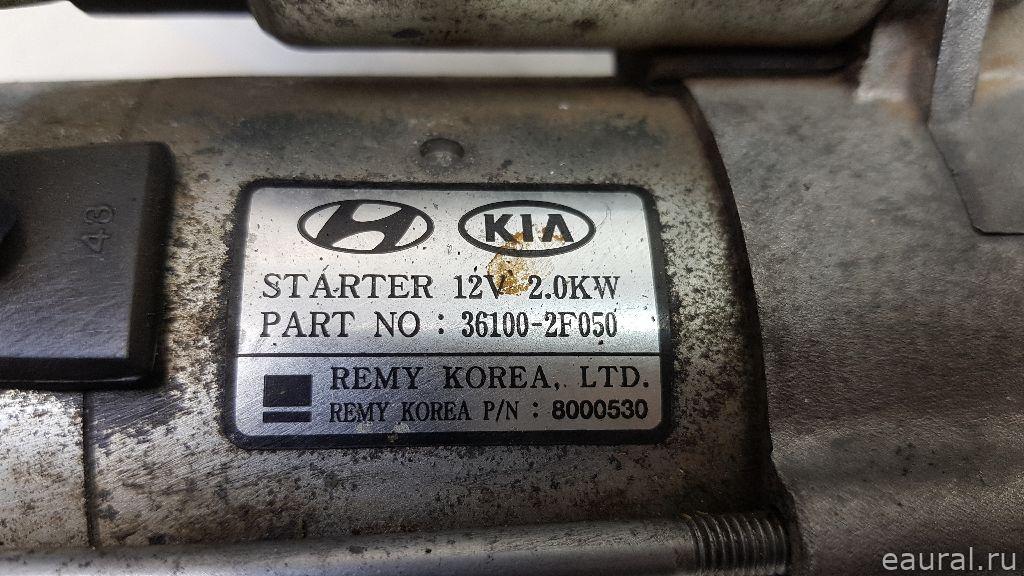 48
KIA
STARTER 12V 2.0KW
PART NO : 36100-2F050
REMY KOREA, LTD.
REMY KOREA P/N : 8000530
eaural.ru